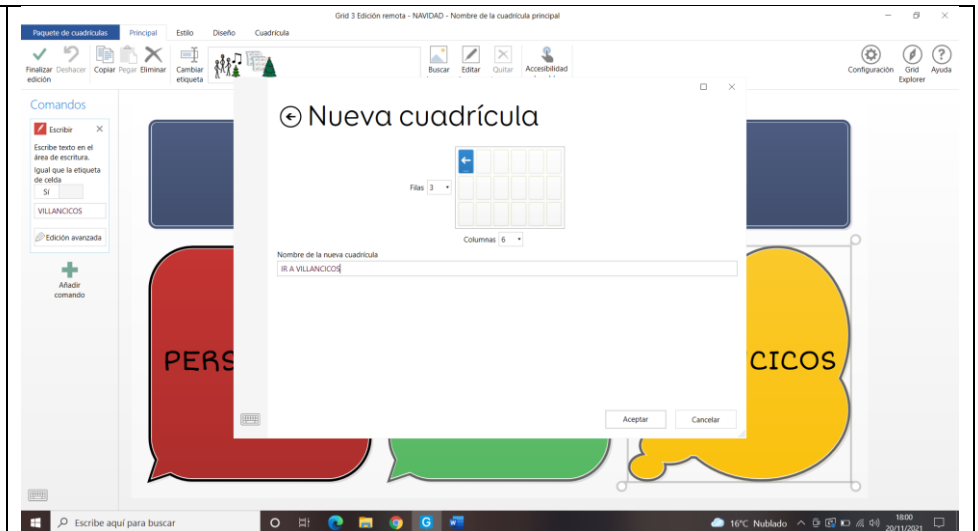 Grid 3 Edición remota - NAVIDAD - Nombre de la cuadrícula principal
Paquete de cuadrículas Principal Estilo Diseño Cuadrícula
Finalizar edición
Deshacer
Copiar
Pegar
Eliminar
Cambiar etiqueta
Buscar
Editar
Quitar
Accesibilidad
Configuración
Grid Explorer
Ayuda
Comandos
Escribir
Escribe texto en el
área de escritura.
Igual que la etiqueta
de celda
Sí
VILLANCICOS
Edición avanzada
Añadir
comando
Nueva cuadrícula
Filas 3
Columnas 6
Nombre de la nueva cuadrícula
IR A VILLANCICOS
Aceptar Cancelar
PERS
CICOS
Escribe aquí para buscar
16°C Nublado
18:00
20/11/2021